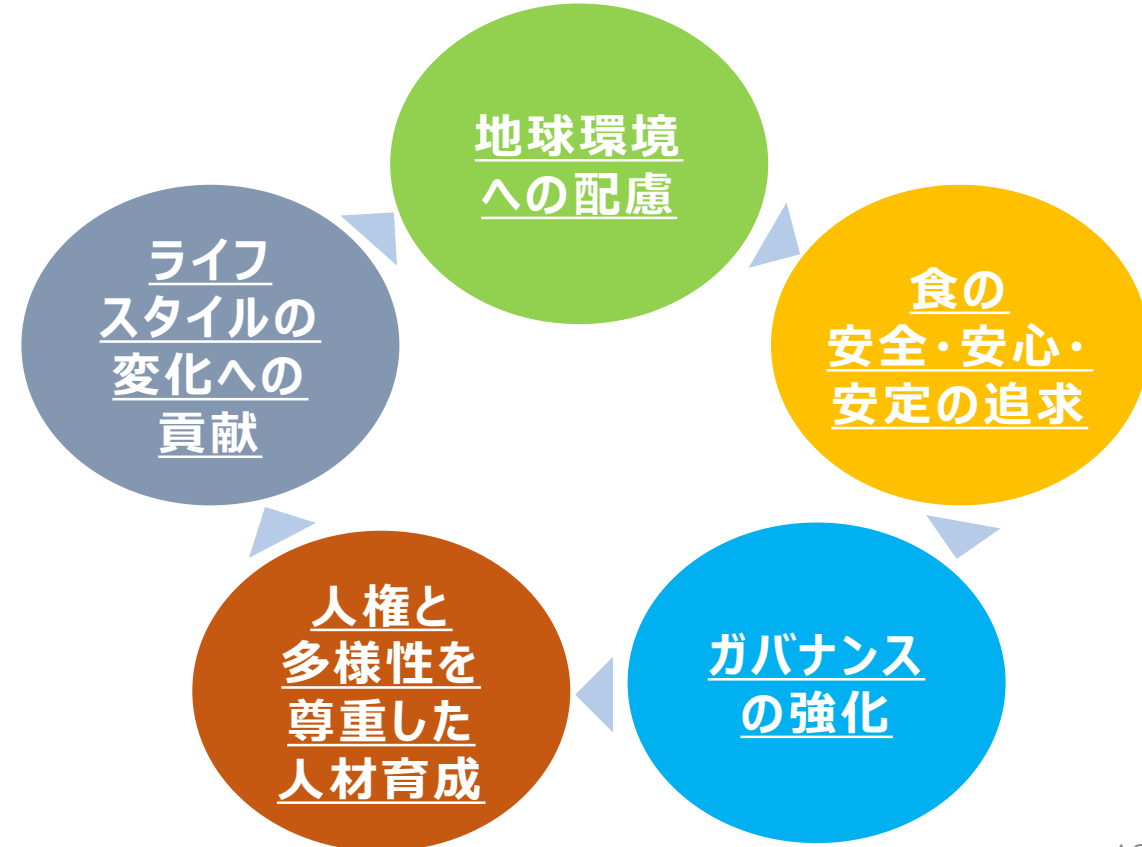 地球環境
への配慮
食の
安全・安心・
安定の追求
ガバナンス
の強化
人権と
多様性を
尊重した
人材育成
ライフ
スタイルの
変化への
貢献